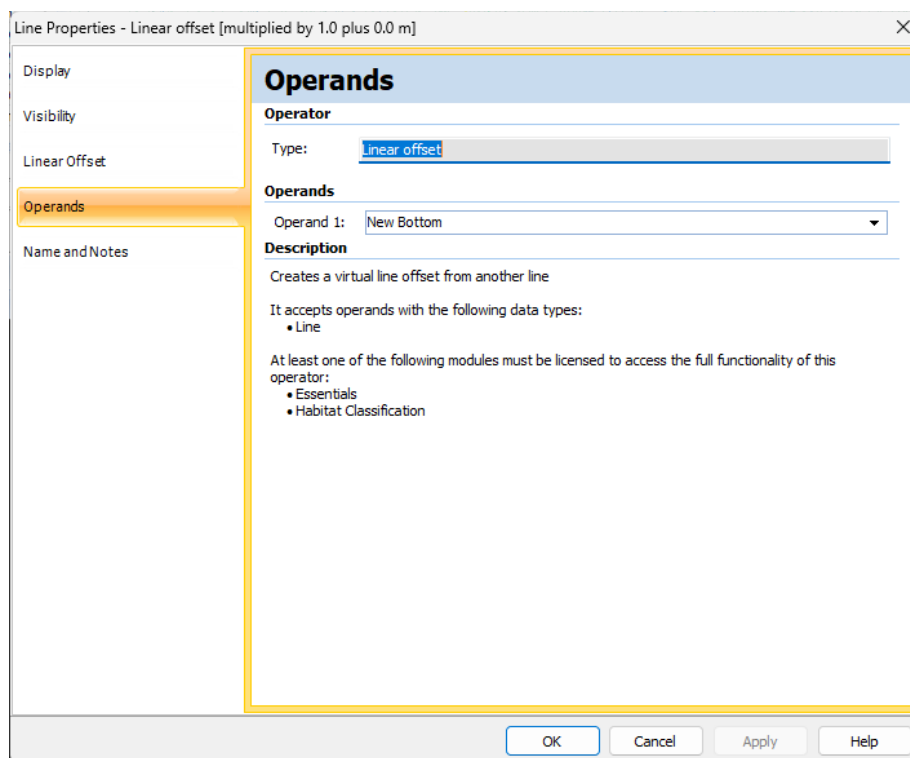 Line Properties - Linear offset [multiplied by 1.0 plus 0.0 m]
Display
Visibility
Linear Offset
Operands
Name and Notes
Operands
Operator
Type: Linear offset
Operands
Operand 1: New Bottom
Description
Creates a virtual line offset from another line
It accepts operands with the following data types:
• Line
At least one of the following modules must be licensed to access the full functionality of this
operator:
• Essentials
• Habitat Classification
OK Cancel Apply Help